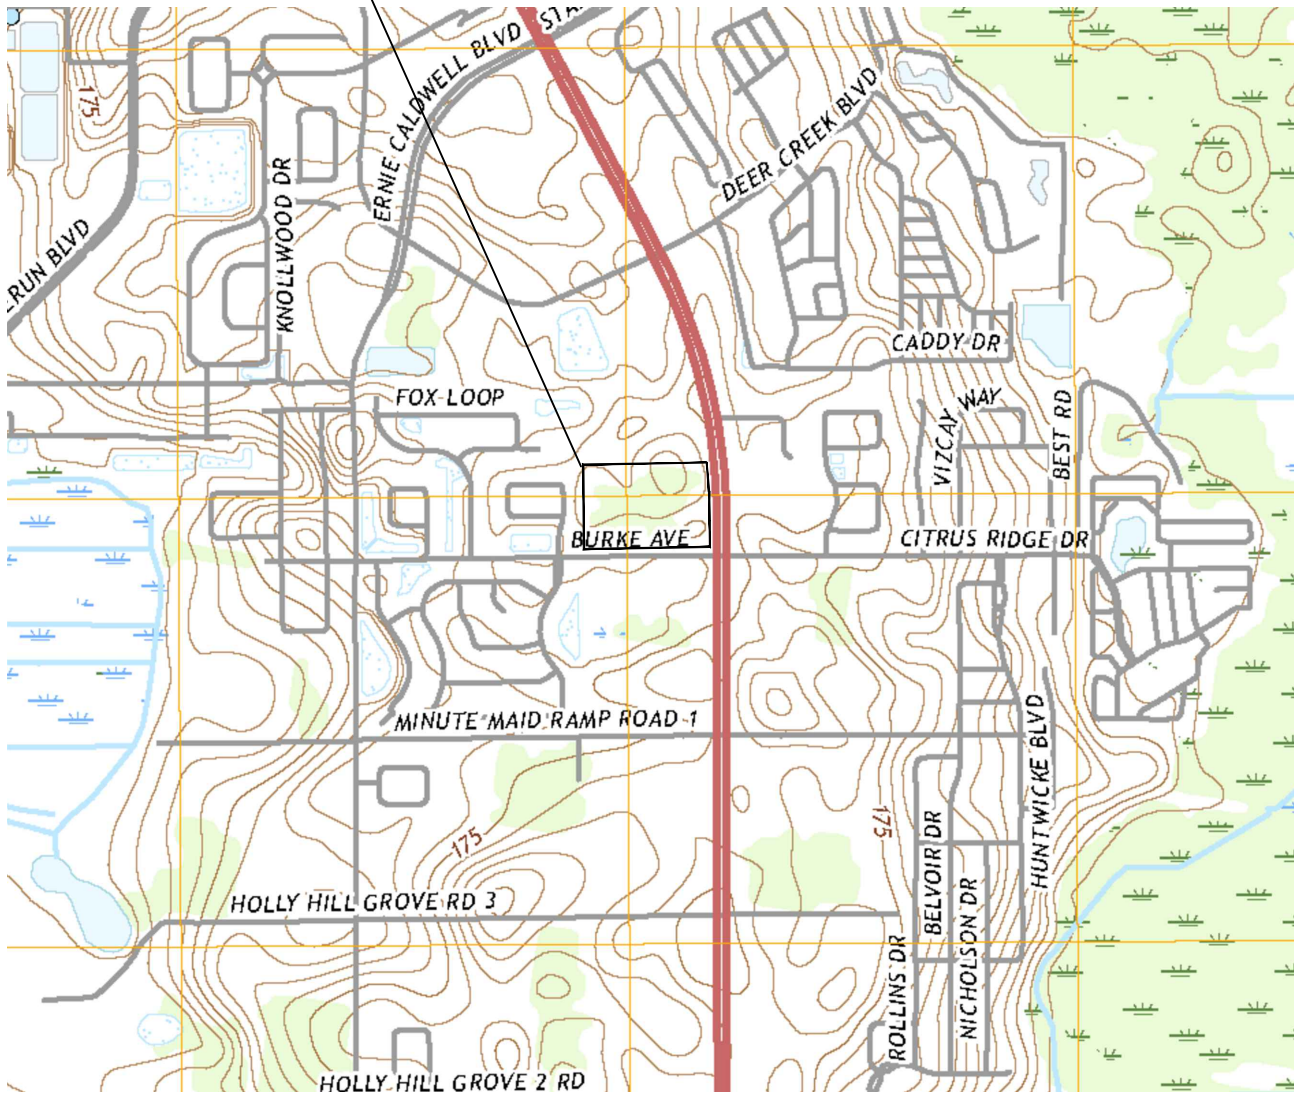 ERNIE CALDWELL BLVD
STA
175
DEER CREEK BLVD
KNOLLWOOD DR
RUN BLVD
CADDY DR
FOX LOOP
VIZCAY WAY
BEST RD
BURKE AVE
CITRUS RIDGE DR
MINUTE MAID RAMP ROAD 1
HUNTWICKE BLVD
175
175
BELVOIR DR
HOLLY HILL GROVE RD 3
NICHOLSON DR
ROLLINS DR
HOLLY HILL GROVE 2 RD